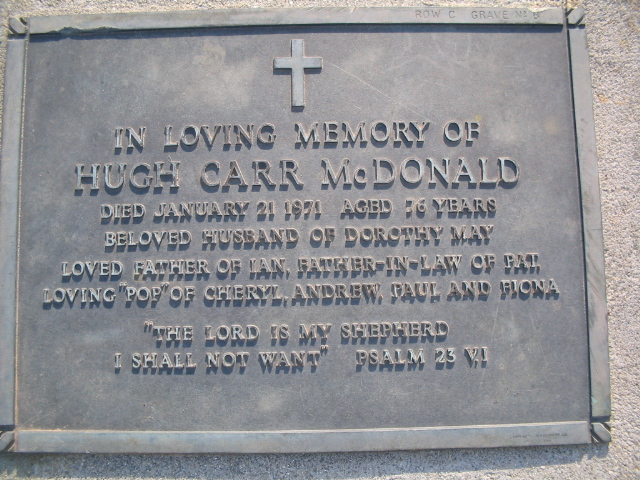 ROW C GRAVE No 8
IN LOVING MEMORY OF
HUGH CARR McDONALD
DIED JANUARY 21 1971 AGED 76 YEARS
BELOVED HUSBAND OF DOROTHY MAY
LOVED FATHER OF IAN, FATHER-IN-LAW OF PAT,
LOVING "POP" OF CHERYL, ANDREW, PAUL AND FIONA
"THE LORD IS MY SHEPHERD
I SHALL NOT WANT" PSALM 23 V.1